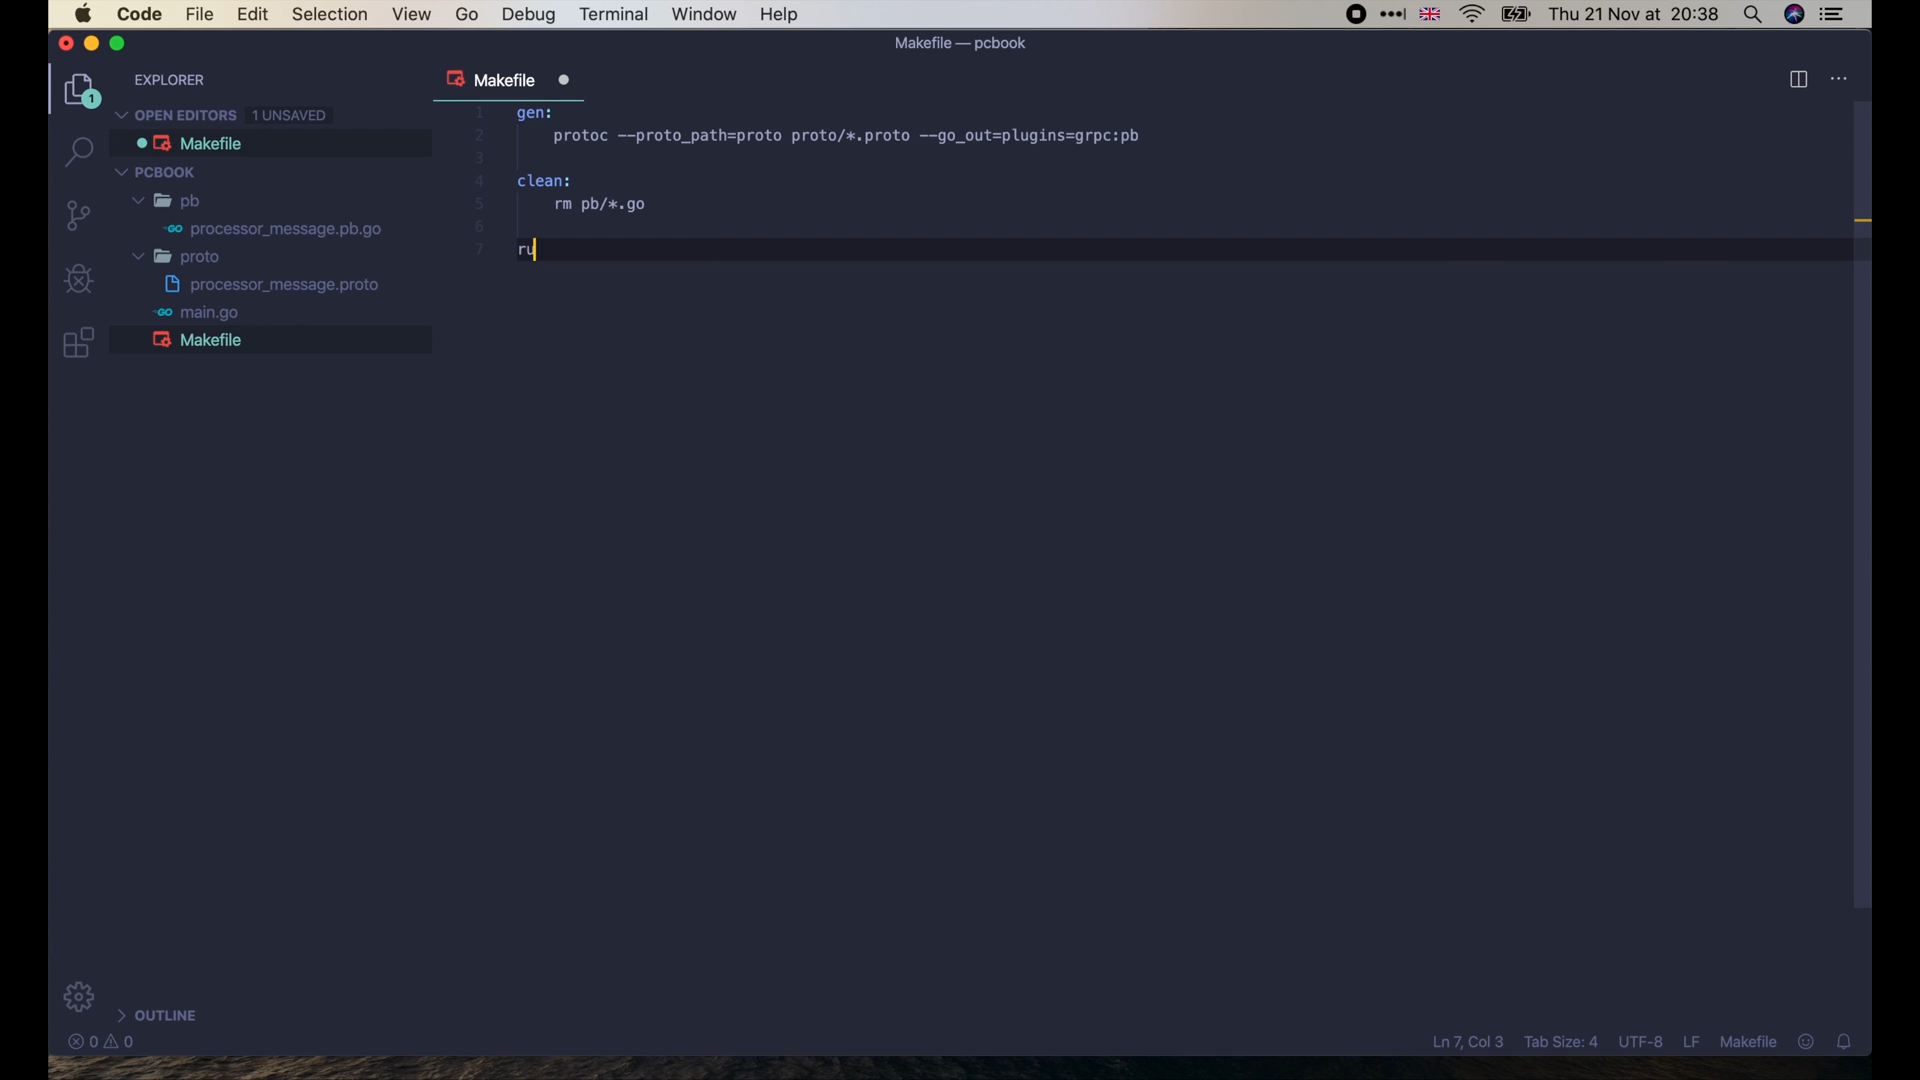 Code File Edit Selection View Go Debug Terminal Window Help Thu 21 Nov at 20:38
Makefile — pcbook
EXPLORER
OPEN EDITORS 1 UNSAVED
Makefile
PCBOOK
pb
processor_message.pb.go
proto
processor_message.proto
main.go
Makefile
OUTLINE
1
Makefile
1 gen:
2 protoc --proto_path=proto proto/*.proto --go_out=plugins=grpc:pb
3
4 clean:
5 rm pb/*.go
6
7 ru
0 0 Ln 7, Col 3 Tab Size: 4 UTF-8 LF Makefile